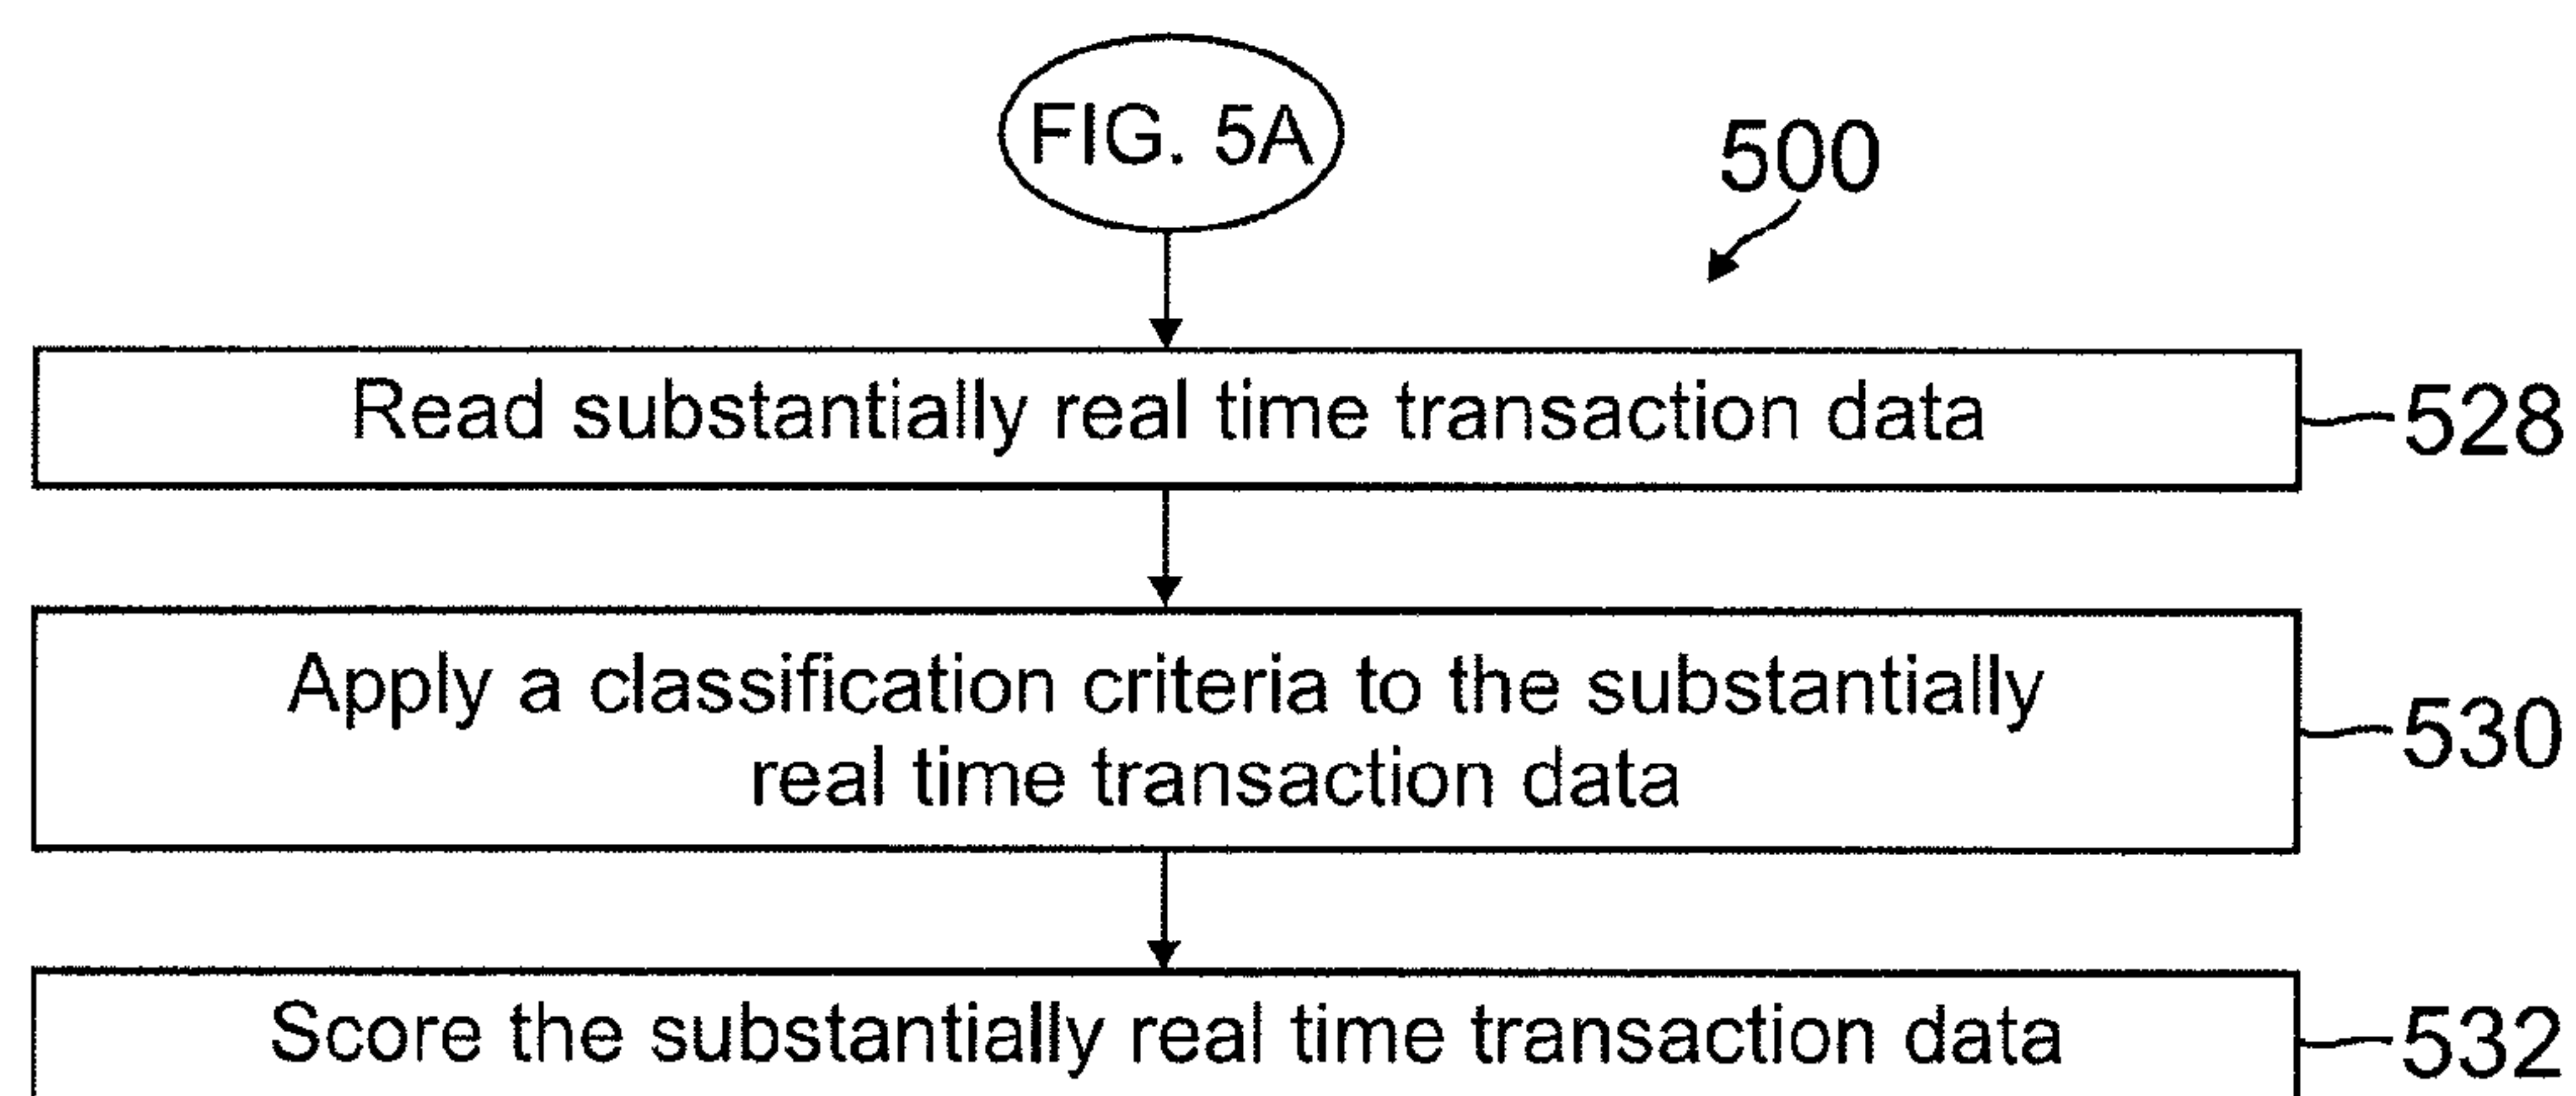 FIG. 5A
500
Read substantially real time transaction data
528
Apply a classification criteria to the substantially
real time transaction data
530
Score the substantially real time transaction data
532